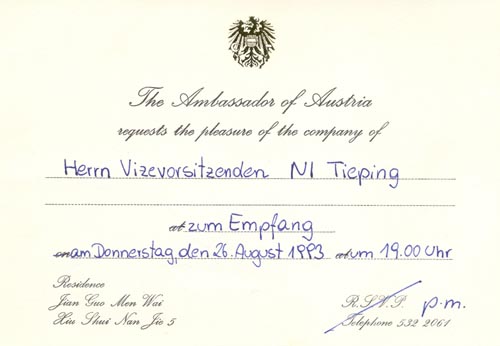 The Ambassador of Austria
requests the pleasure of the company of
Herrn Vizevorsitzenden NI Tieping
at zum Empfang
on am Donnerstag, den 26. August 1993 at um 19.00 Uhr
Residence
Jian Guo Men Wai
Xiu Shui Nan Jie 5
R.S.V.P. p.m.
Telephone 532 2061